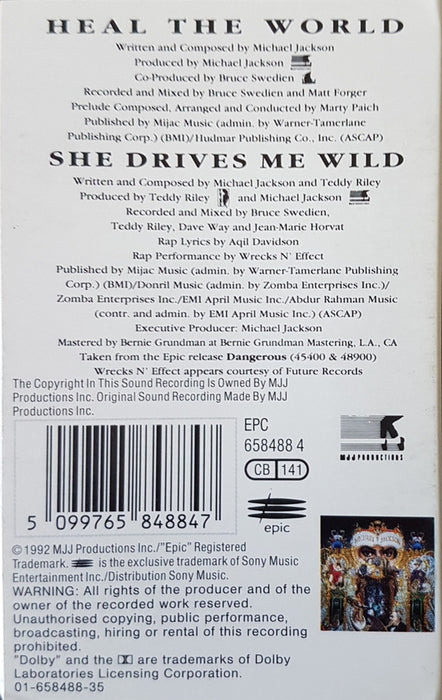 HEAL THE WORLD
Written and Composed by Michael Jackson
Produced by Michael Jackson
Co-Produced by Bruce Swedien
Recorded and Mixed by Bruce Swedien and Matt Forger
Prelude Composed, Arranged and Conducted by Marty Paich
Published by Mijac Music (admin. by Warner-Tamerlane
Publishing Corp.) (BMI)/Hudmar Publishing Co., Inc. (ASCAP)
SHE DRIVES ME WILD
Written and Composed by Michael Jackson and Teddy Riley
Produced by Teddy Riley and Michael Jackson
Recorded and Mixed by Bruce Swedien,
Teddy Riley, Dave Way and Jean-Marie Horvat
Rap Lyrics by Aqil Davidson
Rap Performance by Wrecks N' Effect
Published by Mijac Music (admin. by Warner-Tamerlane Publishing
Corp.) (BMI)/Donril Music (admin. by Zomba Enterprises Inc.)/
Zomba Enterprises Inc./EMI April Music Inc./Abdur Rahman Music
(contr. and admin. by EMI April Music Inc.) (ASCAP)
Executive Producer: Michael Jackson
Mastered by Bernie Grundman at Bernie Grundman Mastering, L.A., CA
Taken from the Epic release Dangerous (45400 & 48900)
Wrecks N' Effect appears courtesy of Future Records
The Copyright In This Sound Recording Is Owned By MJJ
Productions Inc. Original Sound Recording Made By MJJ
Productions Inc.
EPC
658488 4
CB 141
MJJ PRODUCTIONS
epic
5 099765 848847
MICHAEL JACKSON
© 1992 MJJ Productions Inc./"Epic" Registered
Trademark. is the exclusive trademark of Sony Music
Entertainment Inc./Distribution Sony Music.
WARNING: All rights of the producer and of the
owner of the recorded work reserved.
Unauthorised copying, public performance,
broadcasting, hiring or rental of this recording
prohibited.
"Dolby" and the are trademarks of Dolby
Laboratories Licensing Corporation.
01-658488-35